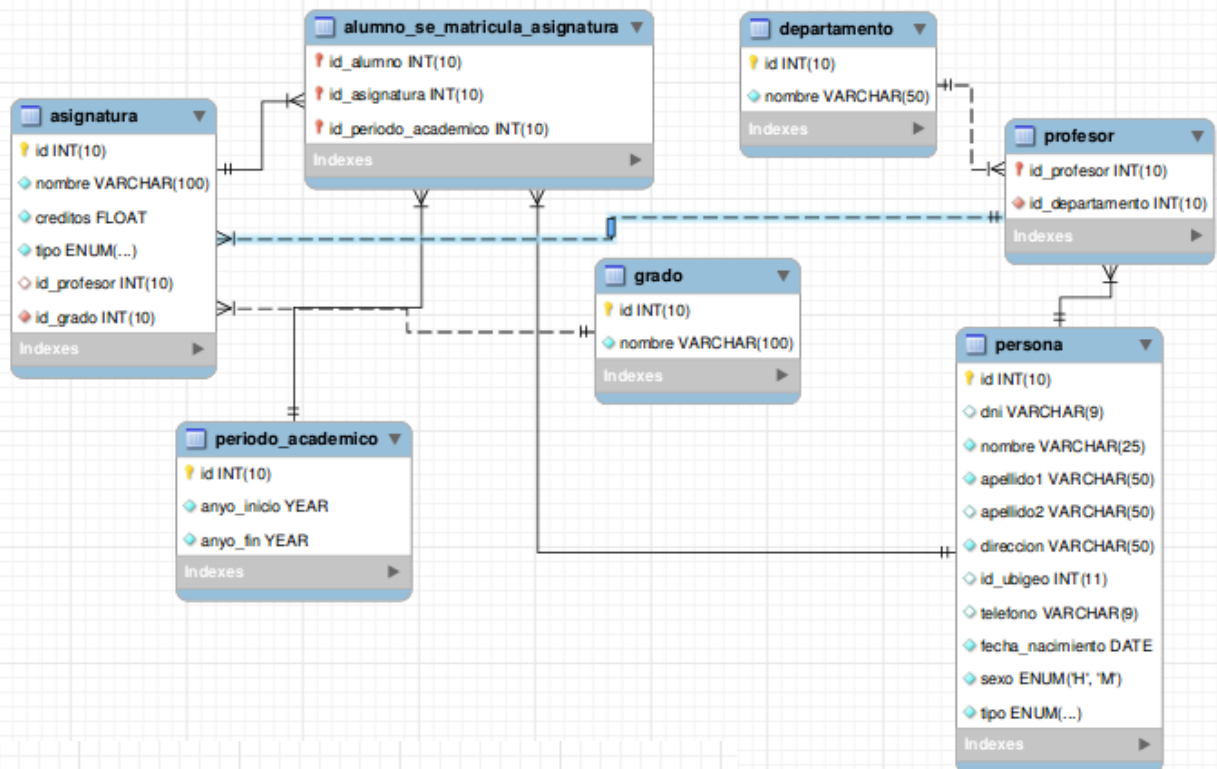 alumno_se_matricula_asignatura
id_alumno INT(10)
id_asignatura INT(10)
id_periodo_academico INT(10)
Indexes
departamento
id INT(10)
nombre VARCHAR(50)
Indexes
asignatura
id INT(10)
nombre VARCHAR(100)
creditos FLOAT
tipo ENUM(...)
id_profesor INT(10)
id_grado INT(10)
Indexes
profesor
id_profesor INT(10)
id_departamento INT(10)
Indexes
grado
id INT(10)
nombre VARCHAR(100)
Indexes
periodo_academico
id INT(10)
anyo_inicio YEAR
anyo_fin YEAR
Indexes
persona
id INT(10)
dni VARCHAR(9)
nombre VARCHAR(25)
apellido1 VARCHAR(50)
apellido2 VARCHAR(50)
direccion VARCHAR(50)
id_ubigeo INT(11)
telefono VARCHAR(9)
fecha_nacimiento DATE
sexo ENUM('H', 'M')
tipo ENUM(...)
Indexes